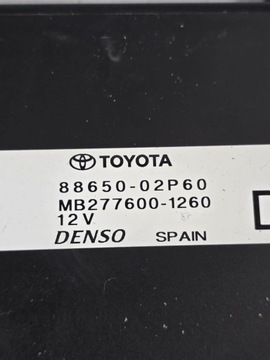 TOYOTA
88650-02P60
MB277600-1260
12V
DENSO SPAIN